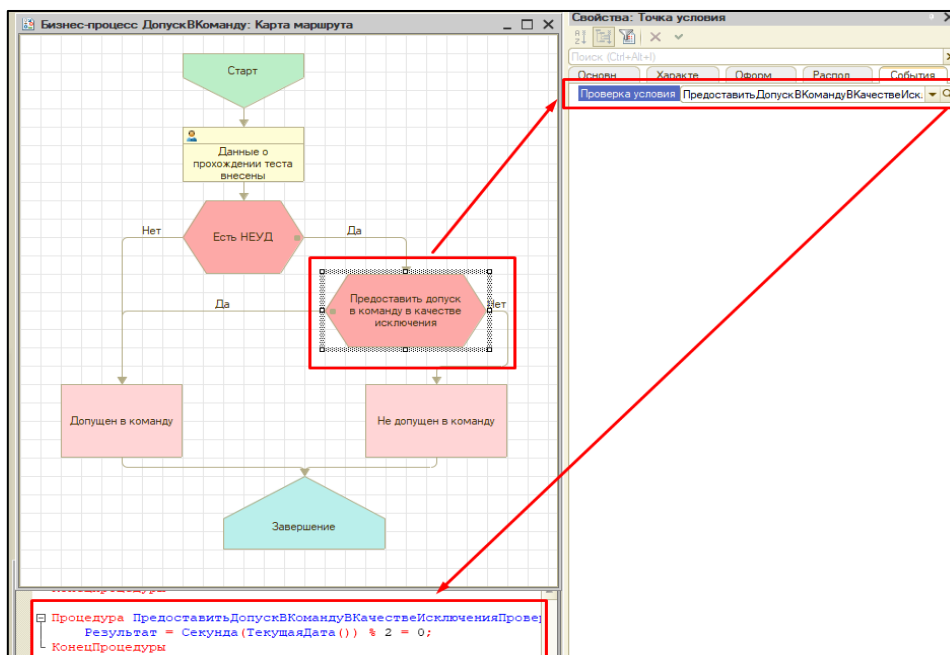 Бизнес-процесс ДопускВКоманду: Карта маршрута
Свойства: Точка условия
Поиск (Ctrl+Alt+I)
Основн... Характе... Оформ... Распол... События
Проверка условия ПредоставитьДопускВКомандуВКачествеИск.
Старт
Данные о
прохождении теста
внесены
Есть НЕУД
Нет
Да
Предоставить допуск
в команду в качестве
исключения
Да
Нет
Допущен в команду
Не допущен в команду
Завершение
КонецПроцедуры
Процедура ПредоставитьДопускВКомандуВКачествеИсключенияПровер
Результат = Секунда(ТекущаяДата()) % 2 = 0;
КонецПроцедуры